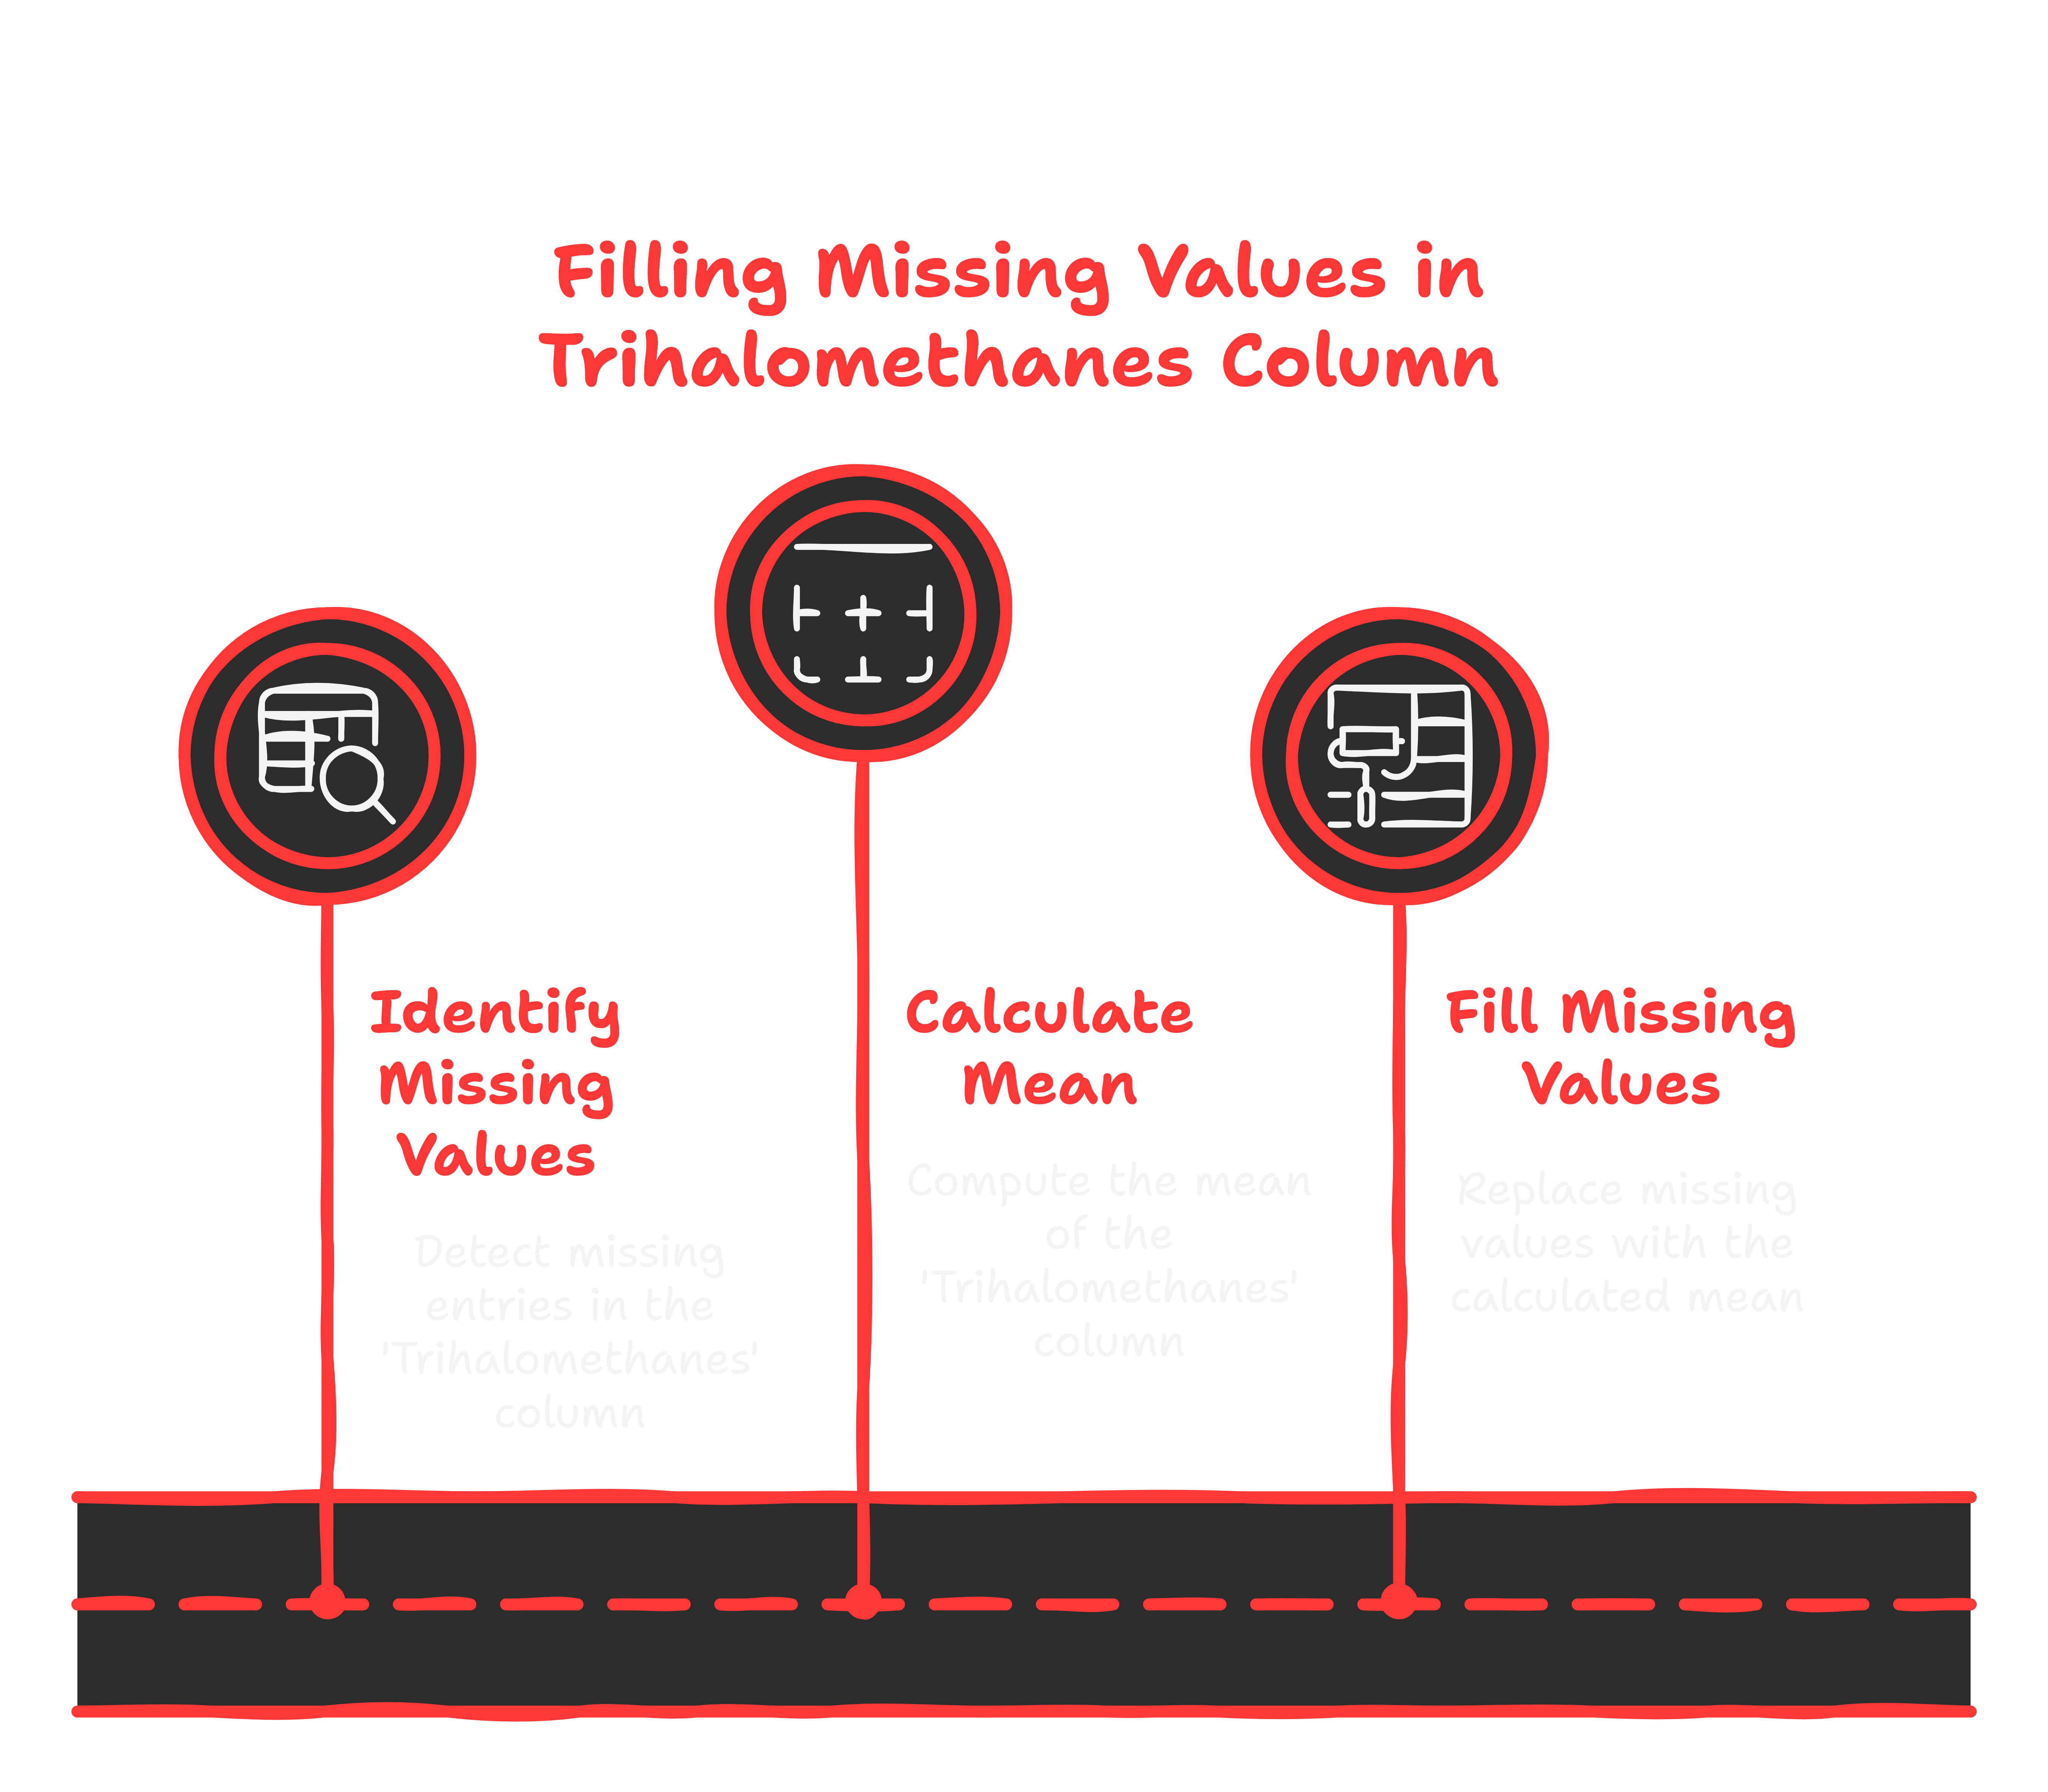 Filling Missing Values in
Trihalomethanes Column
Identify
Missing
Values
Detect missing
entries in the
'Trihalomethanes'
column
Calculate
Mean
Compute the mean
of the
'Trihalomethanes'
column
Fill Missing
Values
Replace missing
values with the
calculated mean